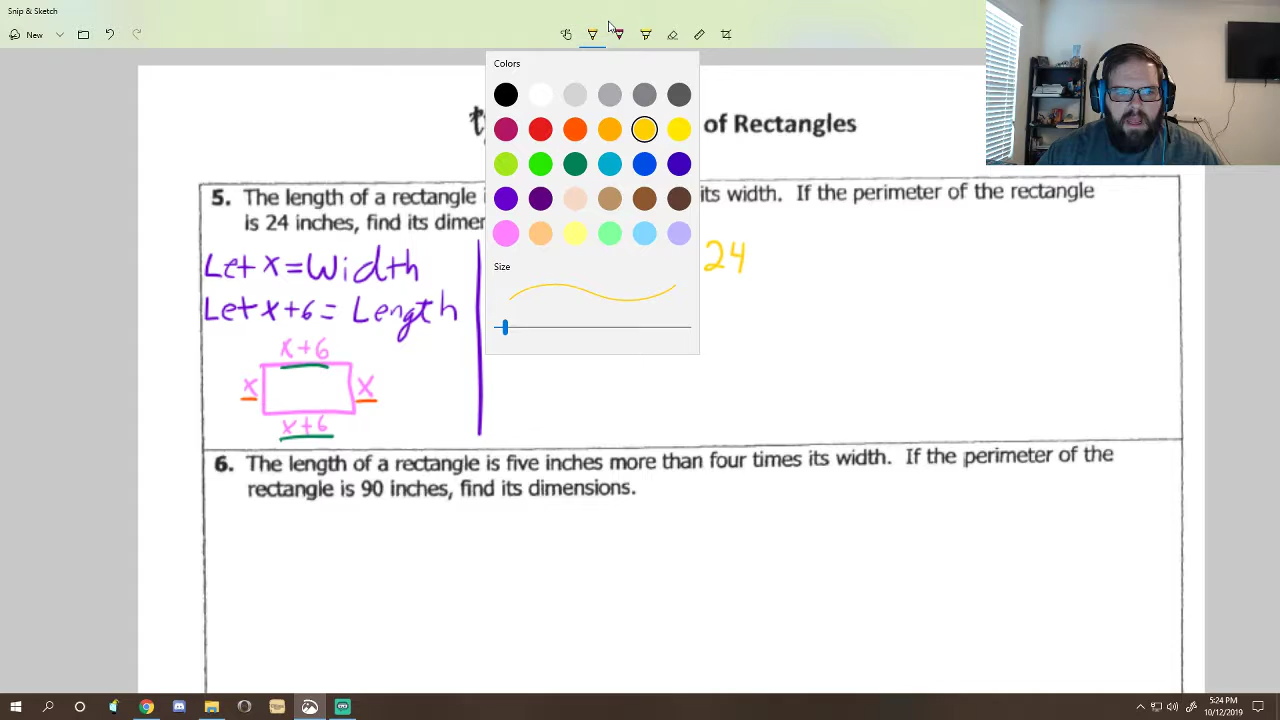 Snip & Sketch
New
Colors
of Rectangles
5. The length of a rectangle its width. If the perimeter of the rectangle
is 24 inches, find its
Let x = Width
24
Size
Let x+6 = Length
x+6
x x
x+6
6. The length of a rectangle is five inches more than four times its width. If the perimeter of the
rectangle is 90 inches, find its dimensions.
5:24 PM
10/12/2019